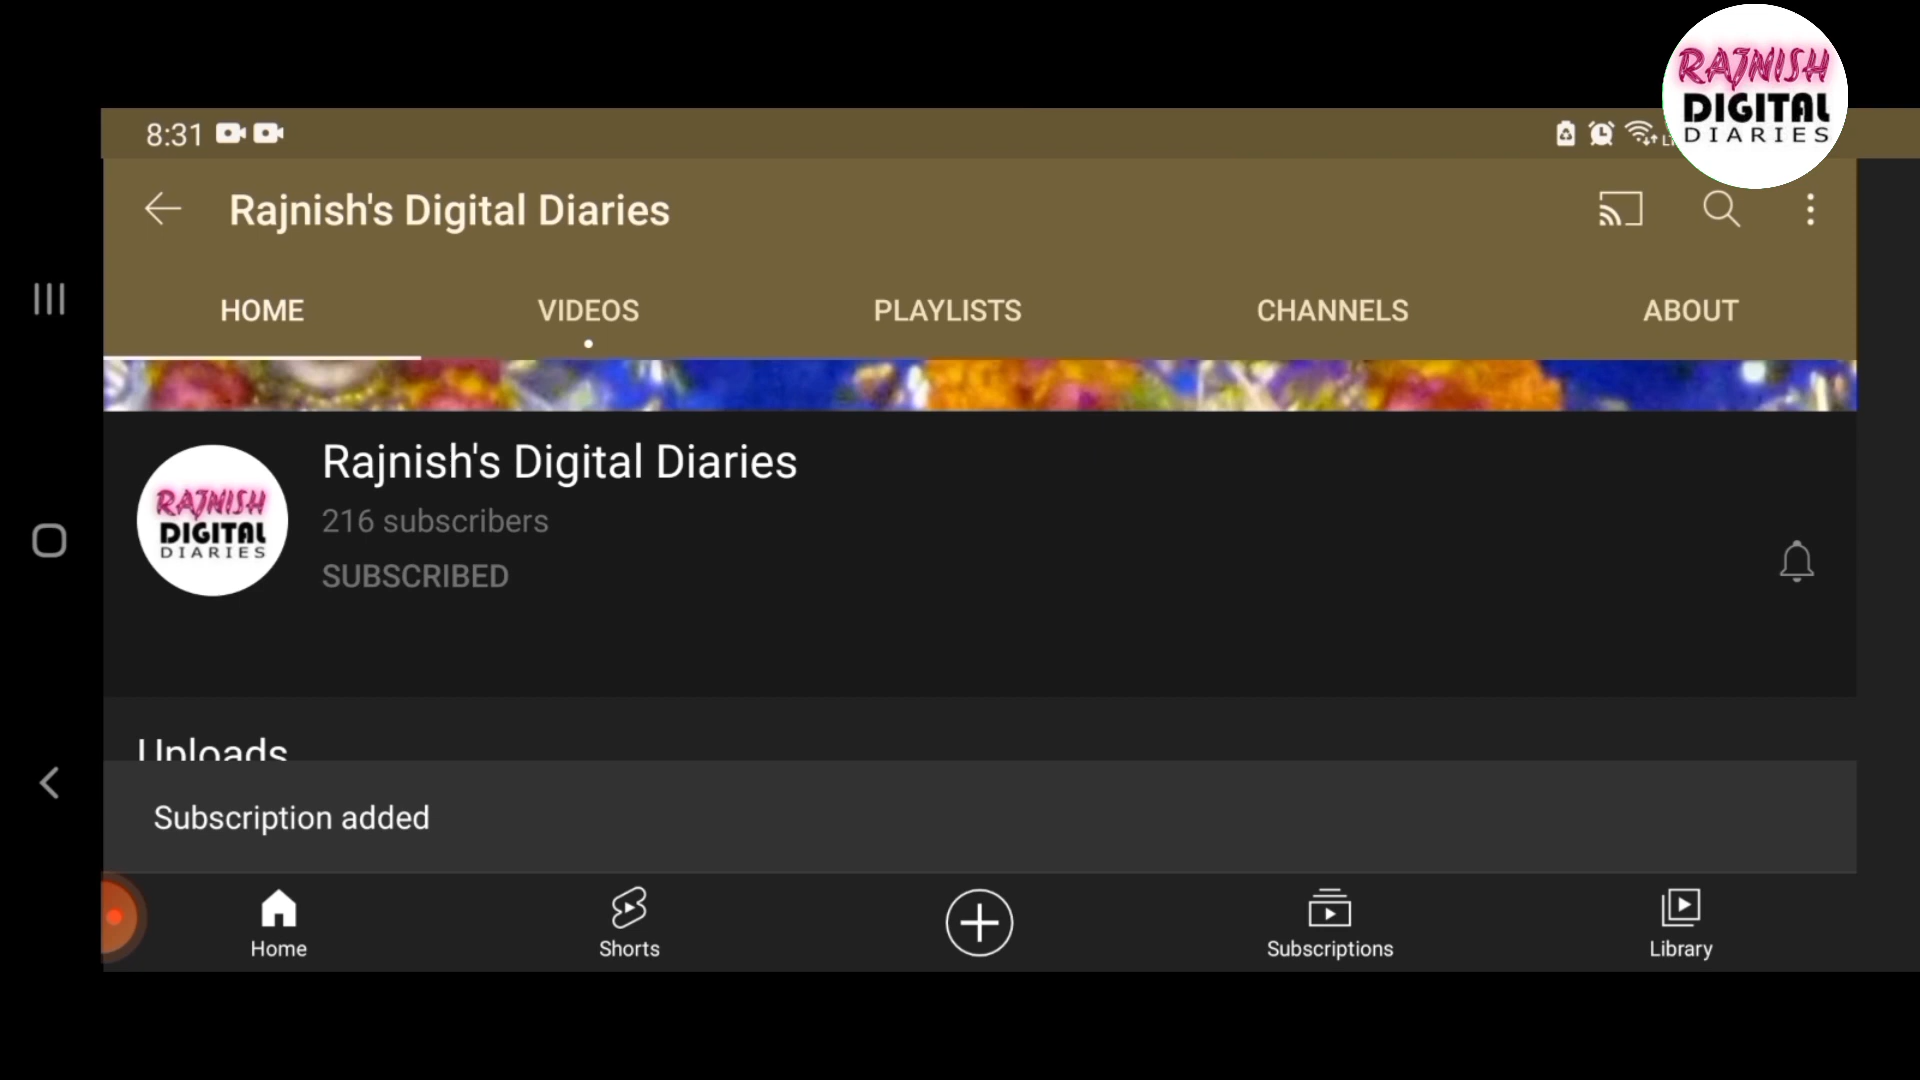 RAJNISH
DIGITAL
DIARIES
8:31
Rajnish's Digital Diaries
HOME VIDEOS PLAYLISTS CHANNELS ABOUT
Rajnish's Digital Diaries
216 subscribers
SUBSCRIBED
RAJNISH
DIGITAL
DIARIES
Uploads
Subscription added
Home Shorts Subscriptions Library